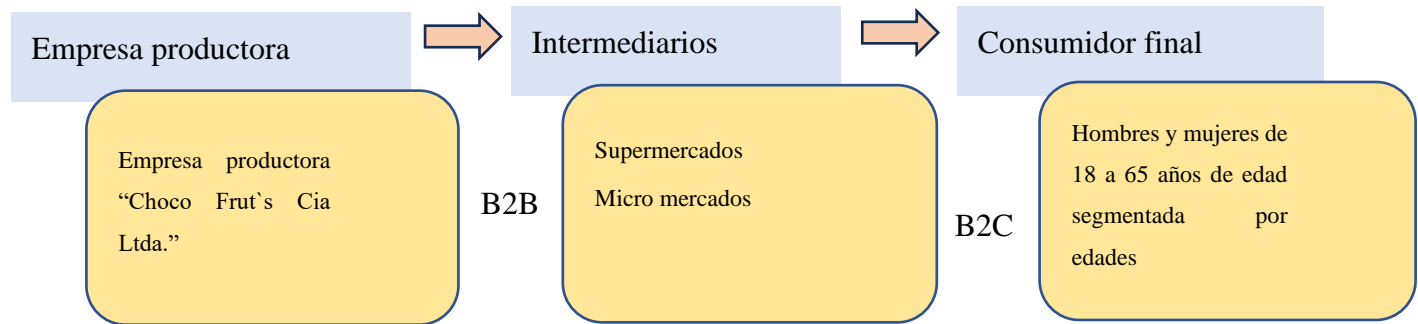 Empresa productora
Intermediarios
Consumidor final
Empresa productora
“Choco Frut`s Cia
Ltda.”
B2B
Supermercados
Micro mercados
B2C
Hombres y mujeres de
18 a 65 años de edad
segmentada por
edades